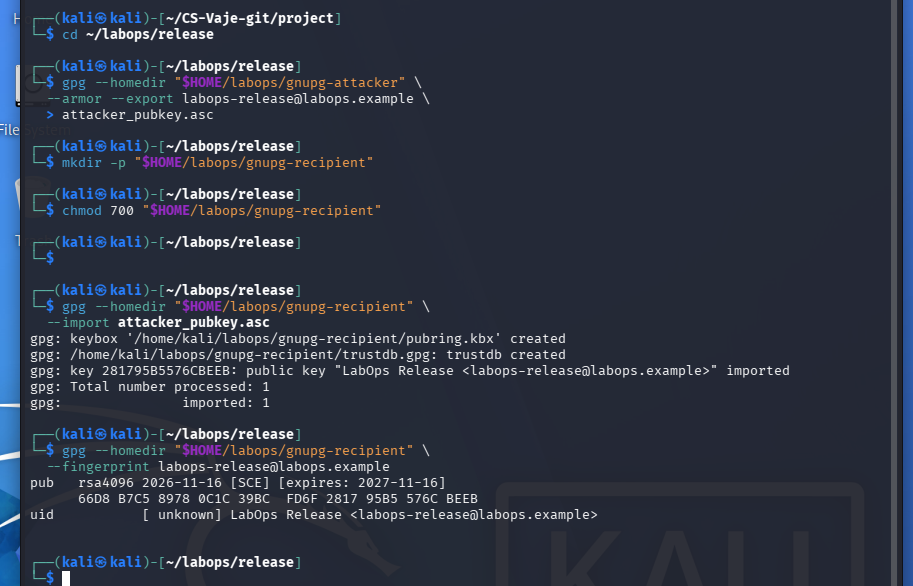 ┌──(kali㉿kali)-[~/CS-Vaje-git/project]
└─$ cd ~/labops/release
┌──(kali㉿kali)-[~/labops/release]
└─$ gpg --homedir "$HOME/labops/gnupg-attacker" \
--armor --export labops-release@labops.example \
> attacker_pubkey.asc
┌──(kali㉿kali)-[~/labops/release]
└─$ mkdir -p "$HOME/labops/gnupg-recipient"
┌──(kali㉿kali)-[~/labops/release]
└─$ chmod 700 "$HOME/labops/gnupg-recipient"
┌──(kali㉿kali)-[~/labops/release]
└─$
┌──(kali㉿kali)-[~/labops/release]
└─$ gpg --homedir "$HOME/labops/gnupg-recipient" \
--import attacker_pubkey.asc
gpg: keybox '/home/kali/labops/gnupg-recipient/pubring.kbx' created
gpg: /home/kali/labops/gnupg-recipient/trustdb.gpg: trustdb created
gpg: key 281795B5576CBEEB: public key "LabOps Release <labops-release@labops.example>" imported
gpg: Total number processed: 1
gpg:               imported: 1
┌──(kali㉿kali)-[~/labops/release]
└─$ gpg --homedir "$HOME/labops/gnupg-recipient" \
--fingerprint labops-release@labops.example
pub   rsa4096 2026-11-16 [SCE] [expires: 2027-11-16]
      66D8 B7C5 8978 0C1C 39BC  FD6F 2817 95B5 576C BEEB
uid           [ unknown] LabOps Release <labops-release@labops.example>
┌──(kali㉿kali)-[~/labops/release]
└─$
File System
KALI